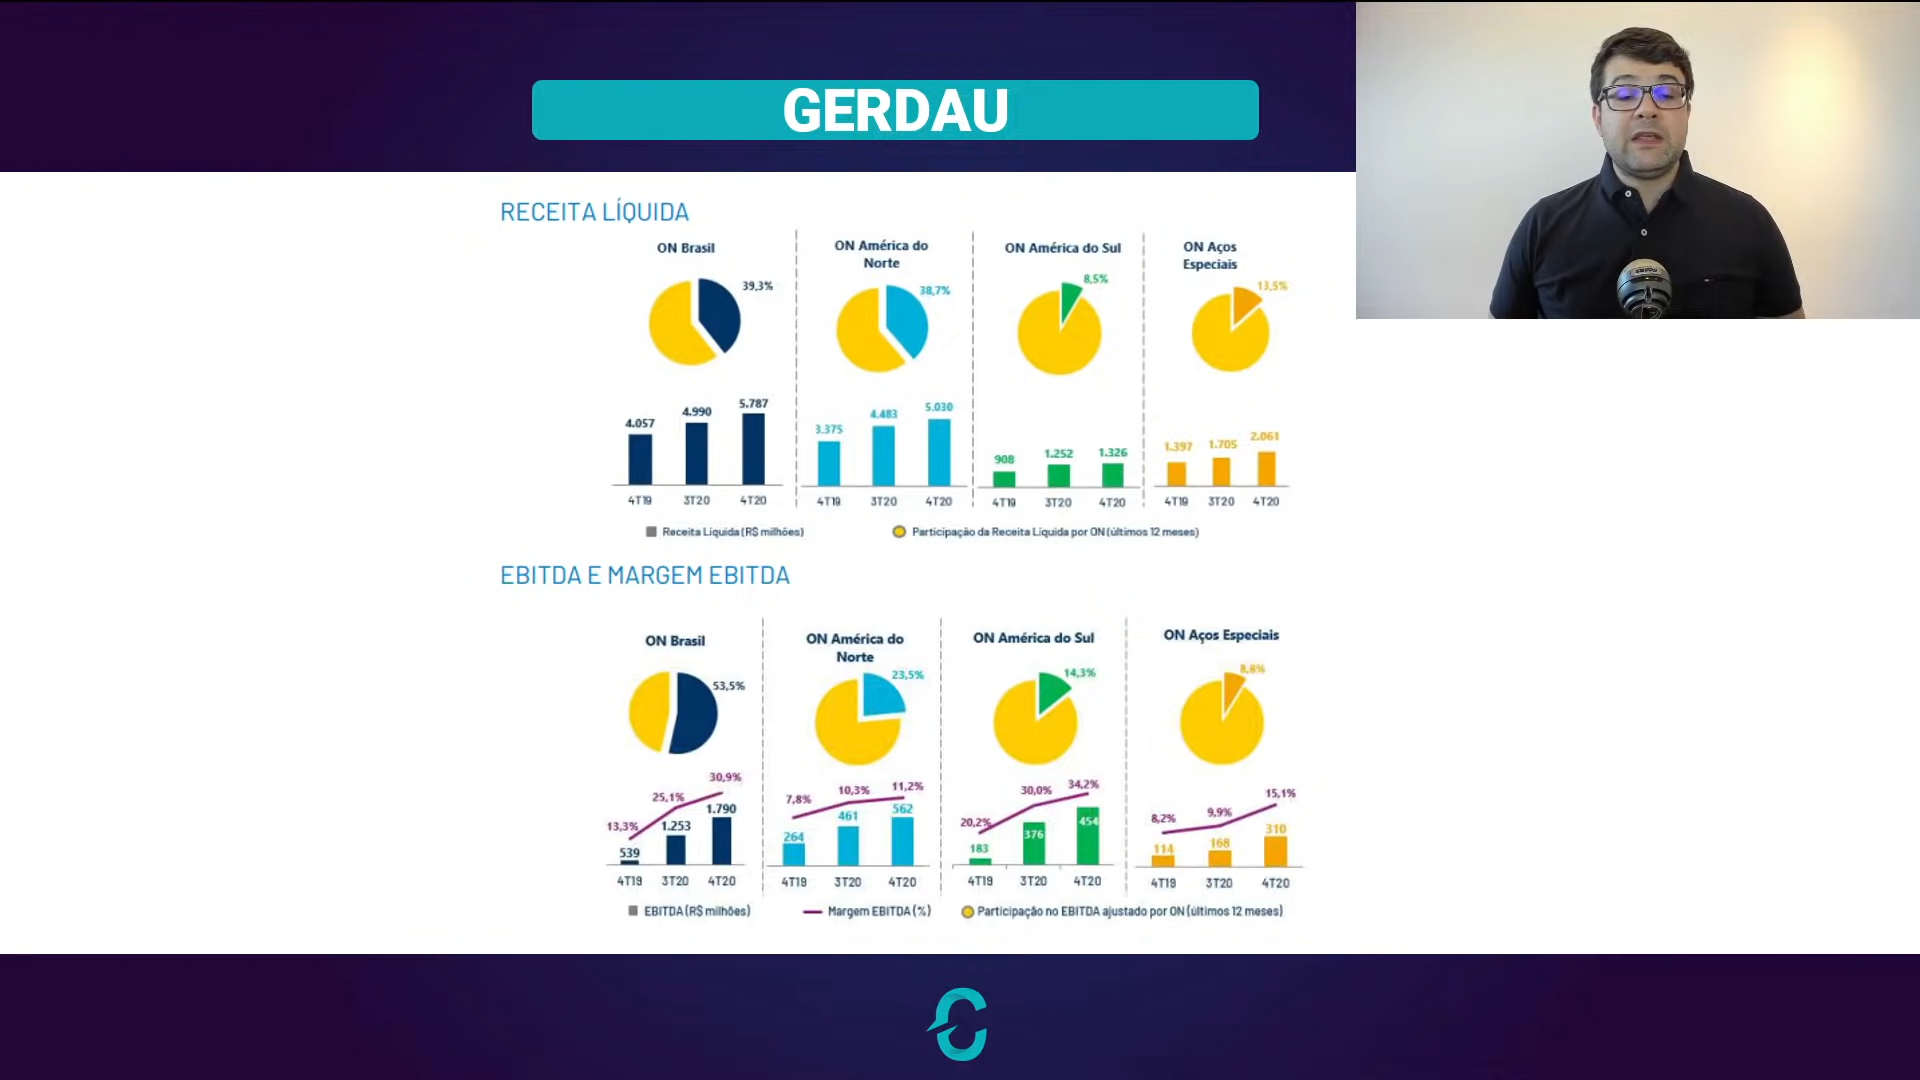 GERDAU
RECEITA LÍQUIDA
ON Brasil
39,3%
4.057
4.990
5.787
4T19
3T20
4T20
ON América do
Norte
38,7%
3.375
4.483
5.030
4T19
3T20
4T20
ON América do Sul
8,5%
908
1.252
1.326
4T19
3T20
4T20
ON Aços
Especiais
13,5%
1.397
1.705
2.061
4T19
3T20
4T20
Receita Líquida (R$ milhões)
Participação da Receita Líquida por ON (últimos 12 meses)
EBITDA E MARGEM EBITDA
ON Brasil
53,5%
13,3%
25,1%
30,9%
539
1.253
1.790
4T19
3T20
4T20
ON América do
Norte
23,5%
7,8%
10,3%
11,2%
264
461
562
4T19
3T20
4T20
ON América do Sul
14,3%
20,2%
30,0%
34,2%
183
376
454
4T19
3T20
4T20
ON Aços Especiais
8,8%
8,2%
9,9%
15,1%
114
168
310
4T19
3T20
4T20
EBITDA (R$ milhões)
Margem EBITDA (%)
Participação no EBITDA ajustado por ON (últimos 12 meses)